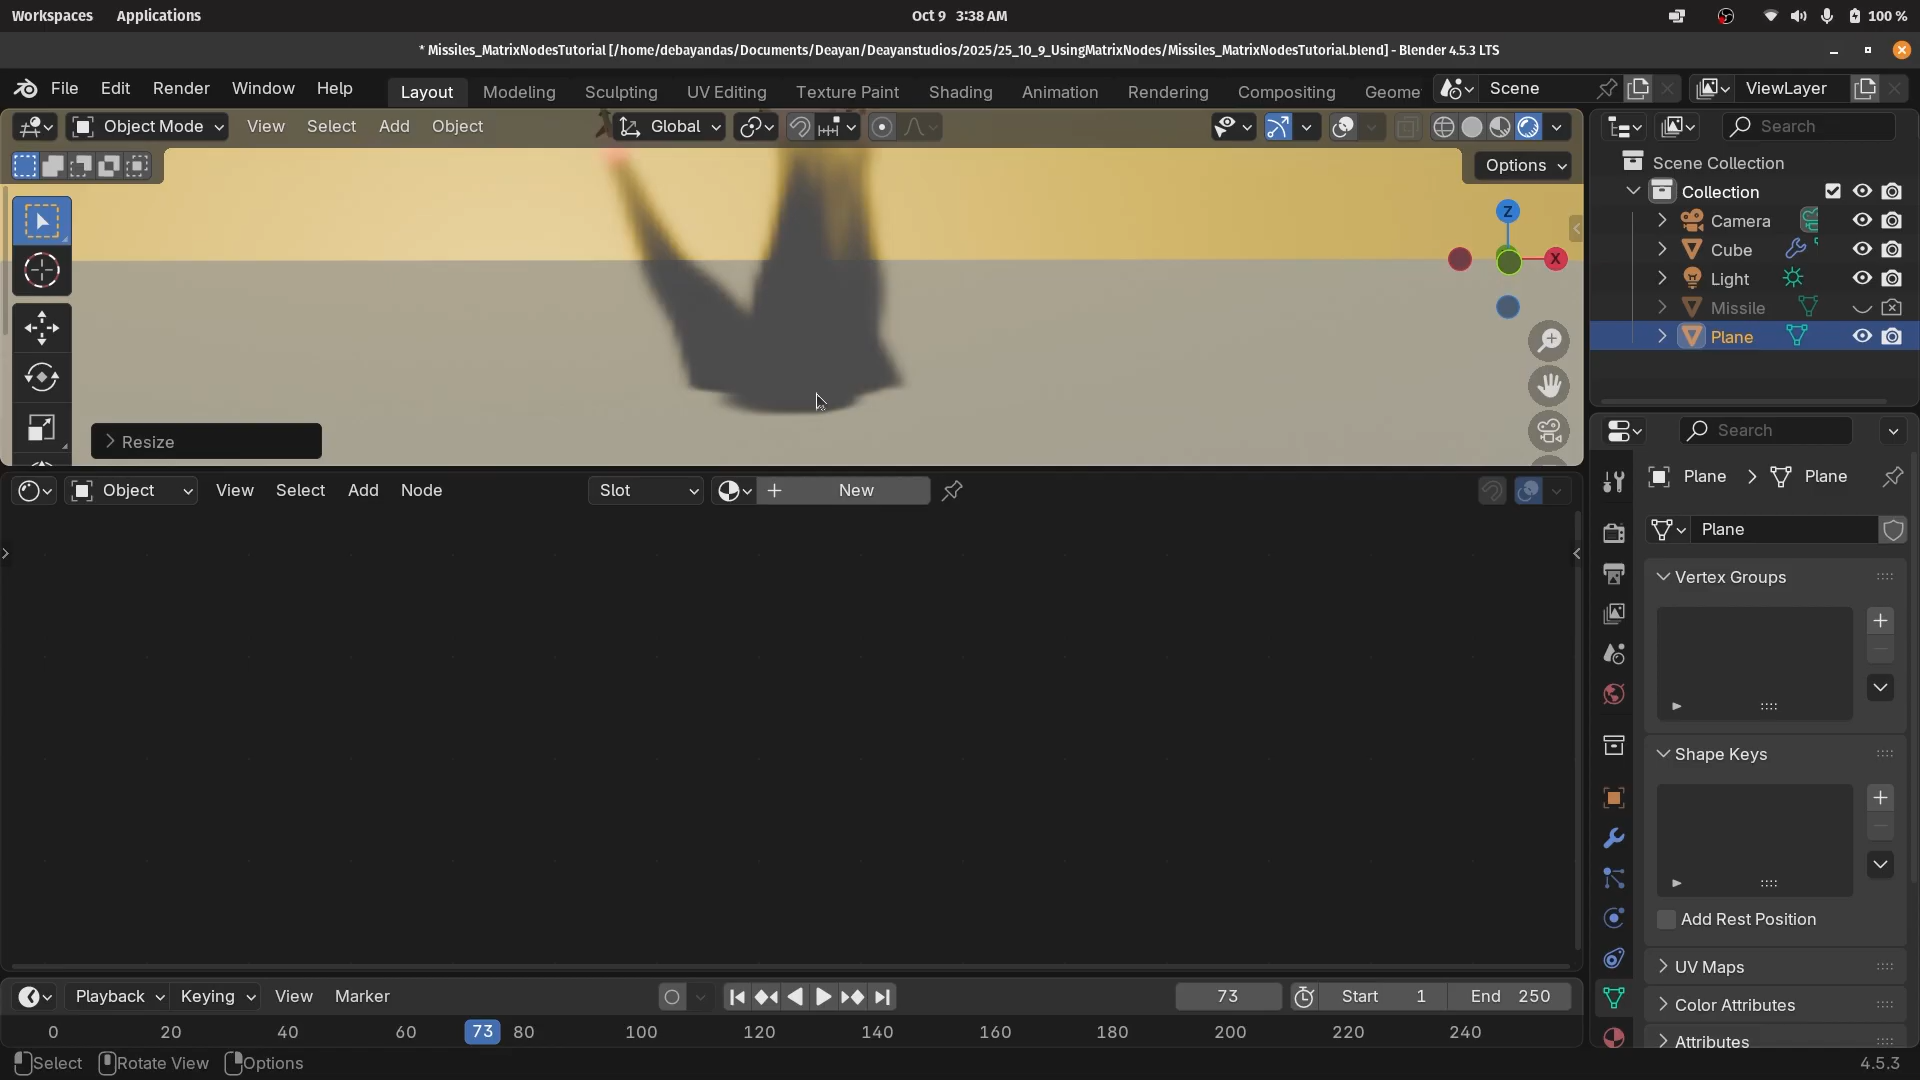 Workspaces Applications Oct 9 3:38 AM 100 %
* Missiles_MatrixNodesTutorial [/home/debayandas/Documents/Deayan/Deayanstudios/2025/25_10_9_UsingMatrixNodes/Missiles_MatrixNodesTutorial.blend] - Blender 4.5.3 LTS
File Edit Render Window Help Layout Modeling Sculpting UV Editing Texture Paint Shading Animation Rendering Compositing Geome Scene ViewLayer
Object Mode View Select Add Object Global Search
Options
Scene Collection
Collection
Camera
Cube
Light
Missile
Plane
Z
X
Resize
Search
Object View Select Add Node Slot New
Plane Plane
Plane
Vertex Groups
Shape Keys
Add Rest Position
UV Maps
Color Attributes
Attributes
Playback Keying View Marker 73 Start 1 End 250
0 20 40 60 73 80 100 120 140 160 180 200 220 240
Select Rotate View Options 4.5.3